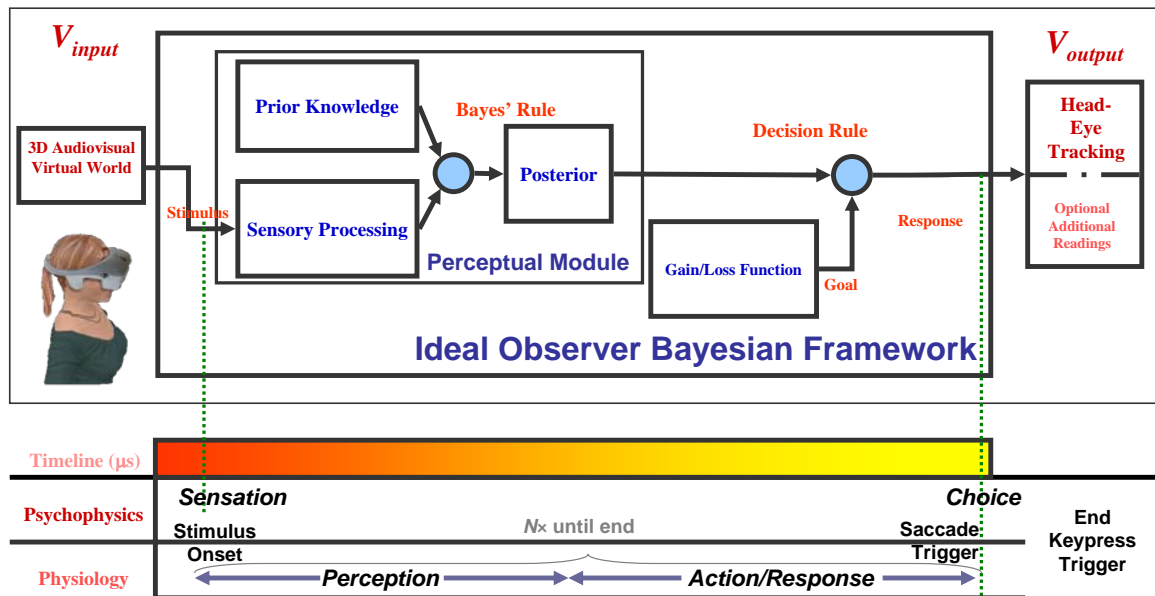 V_input
V_output
Prior Knowledge
Bayes' Rule
Decision Rule
Head-
Eye
Tracking
3D Audiovisual
Virtual World
Posterior
Stimulus
Sensory Processing
Response
Optional
Additional
Readings
Perceptual Module
Gain/Loss Function
Goal
Ideal Observer Bayesian Framework
Timeline (μs)
Sensation
Choice
Psychophysics
Stimulus
Onset
N× until end
Saccade
Trigger
End
Keypress
Trigger
Physiology
Perception
Action/Response